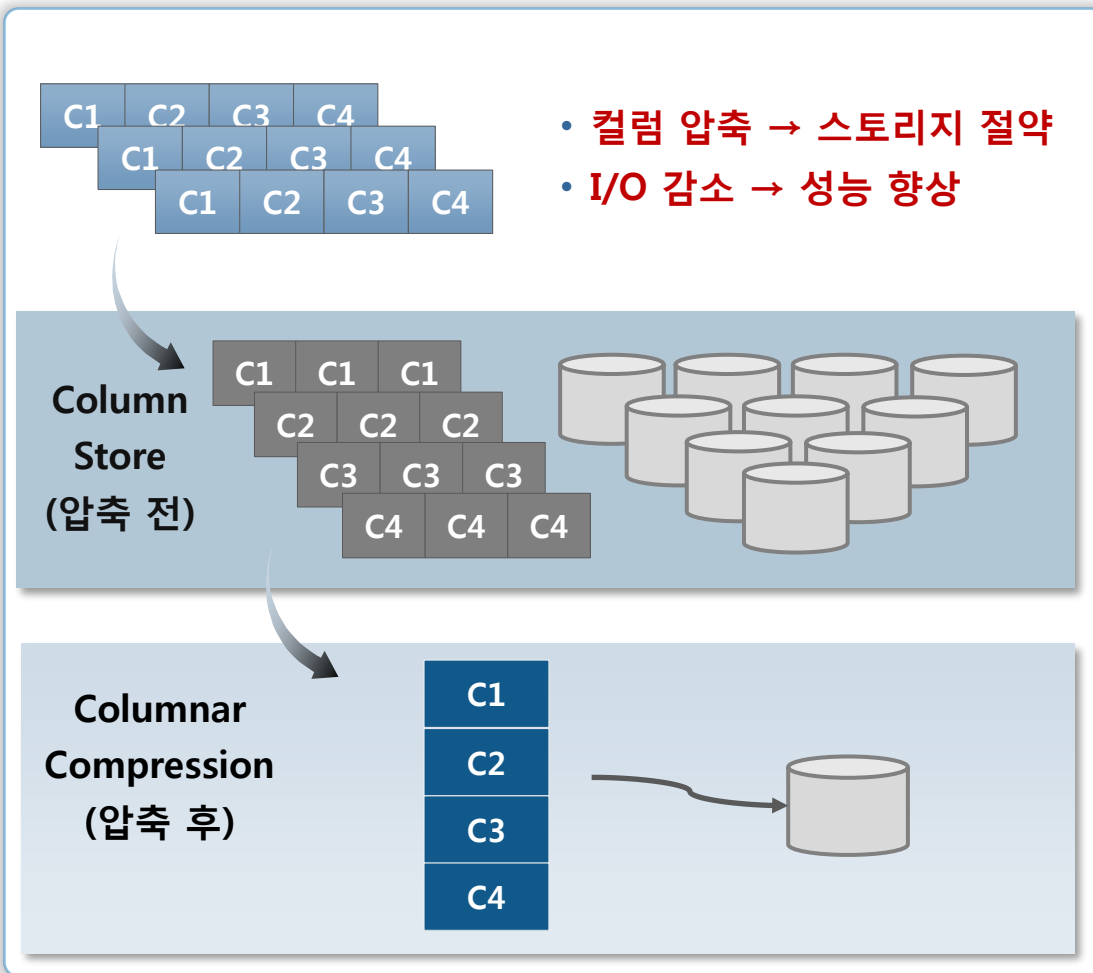 C1 C2 C3 C4
C1 C2 C3 C4
C1 C2 C3 C4
• 컬럼 압축 → 스토리지 절약
• I/O 감소 → 성능 향상
Column
Store
(압축 전)
C1 C1 C1
C2 C2 C2
C3 C3 C3
C4 C4 C4
Columnar
Compression
(압축 후)
C1
C2
C3
C4